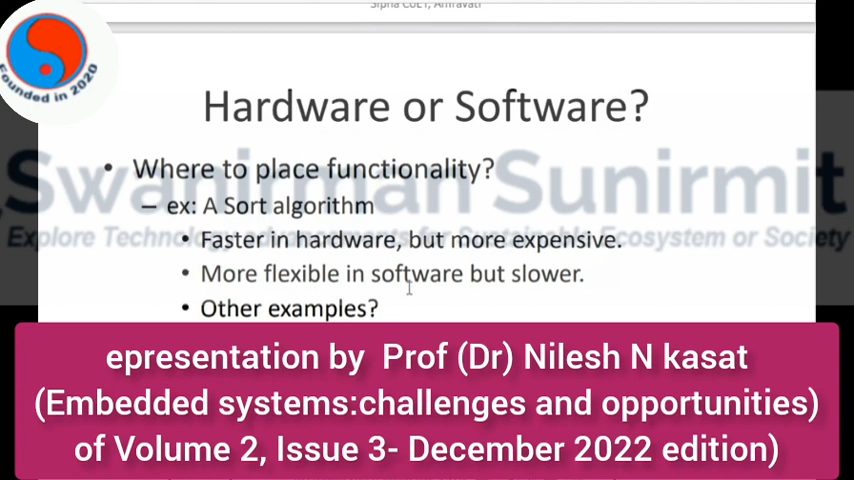 Sipna COET, Amravati
Founded in 2020
Hardware or Software?
• Where to place functionality?
– ex: A Sort algorithm
• Faster in hardware, but more expensive.
• More flexible in software but slower.
• Other examples?
Swanirman Sunirmit
Explore Technology advancements for Sustainable Ecosystem or Society
epresentation by Prof (Dr) Nilesh N kasat
(Embedded systems:challenges and opportunities)
of Volume 2, Issue 3- December 2022 edition)